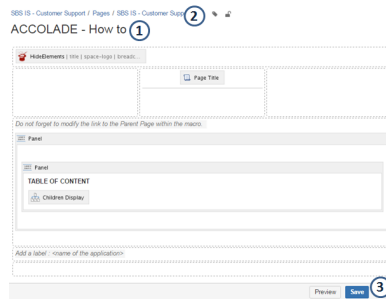 SBS IS - Customer Support / Pages / SBS IS - Customer Supp
2
ACCOLADE - How to
1
HideElements | title | space-logo | breadc...
Page Title
Do not forget to modify the link to the Parent Page within the macro.
Panel
Panel
TABLE OF CONTENT
Children Display
Add a label : <name of the application>
Preview
Save
3